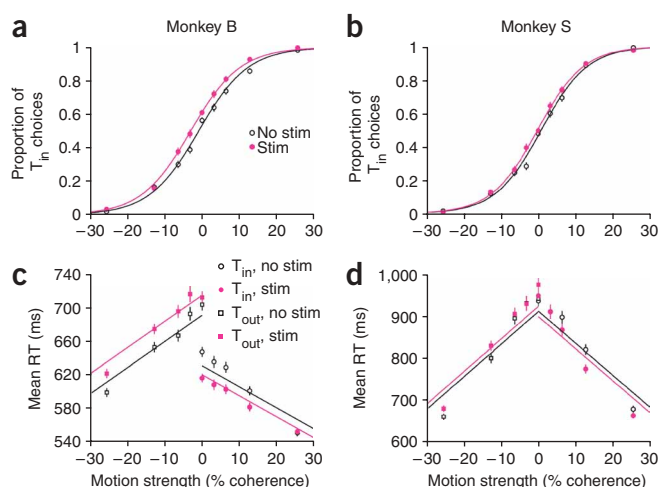 a
Monkey B
b
Monkey S
Proportion of
T_in choices
1
0.8
0.6
0.4
0.2
0
No stim
Stim
−30 −20 −10 0 10 20 30
Proportion of
T_in choices
1
0.8
0.6
0.4
0.2
0
−30 −20 −10 0 10 20 30
c
Mean RT (ms)
740
700
660
620
580
540
T_in, no stim
T_in, stim
T_out, no stim
T_out, stim
−30 −20 −10 0 10 20 30
Motion strength (% coherence)
d
Mean RT (ms)
1,000
900
800
700
600
−30 −20 −10 0 10 20 30
Motion strength (% coherence)